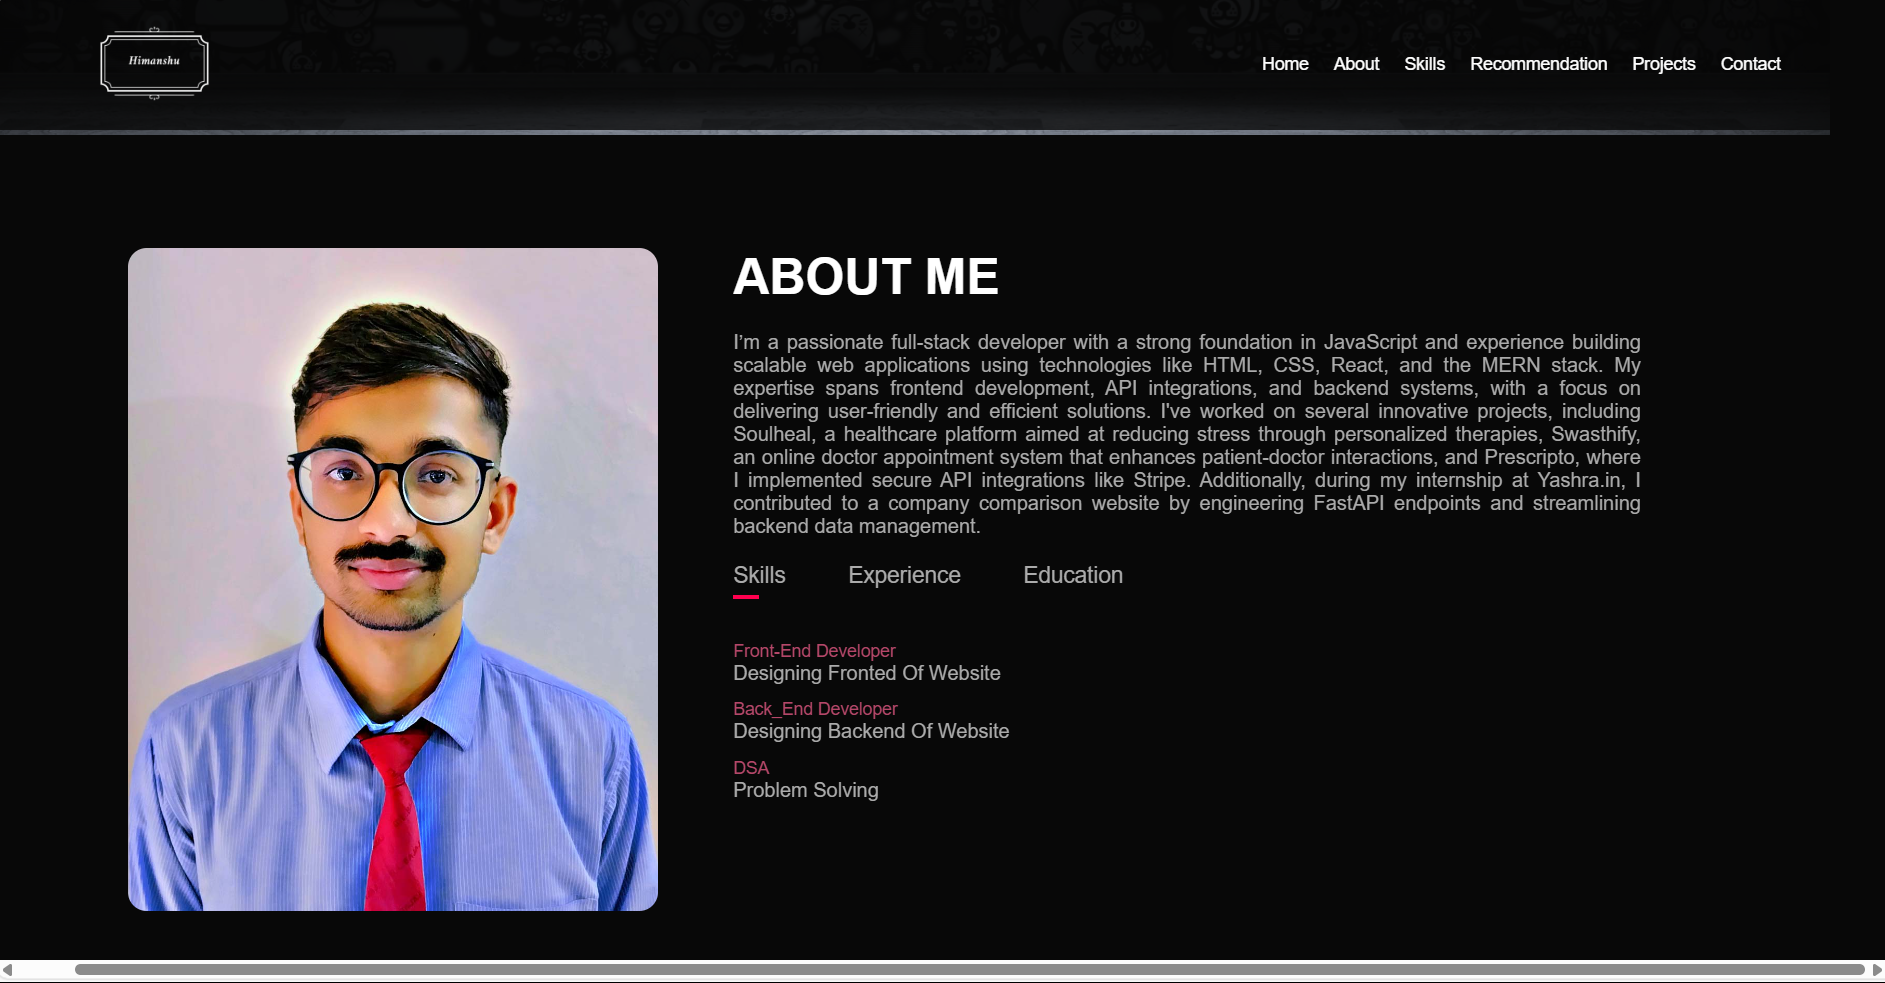 Himanshu
Home About Skills Recommendation Projects Contact
ABOUT ME
I’m a passionate full-stack developer with a strong foundation in JavaScript and experience building
scalable web applications using technologies like HTML, CSS, React, and the MERN stack. My
expertise spans frontend development, API integrations, and backend systems, with a focus on
delivering user-friendly and efficient solutions. I've worked on several innovative projects, including
Soulheal, a healthcare platform aimed at reducing stress through personalized therapies, Swasthify,
an online doctor appointment system that enhances patient-doctor interactions, and Prescripto, where
I implemented secure API integrations like Stripe. Additionally, during my internship at Yashra.in, I
contributed to a company comparison website by engineering FastAPI endpoints and streamlining
backend data management.
Skills Experience Education
Front-End Developer
Designing Fronted Of Website
Back_End Developer
Designing Backend Of Website
DSA
Problem Solving